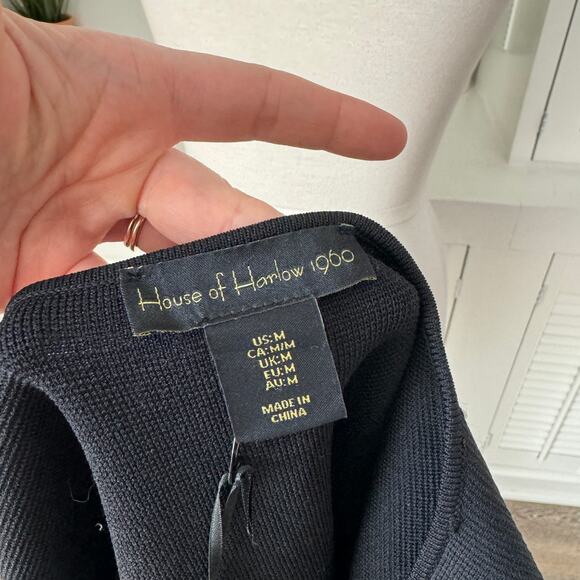 House of Harlow 1960
US:M
CA:M/M
UK:M
EU:M
AU:M
MADE IN
CHINA